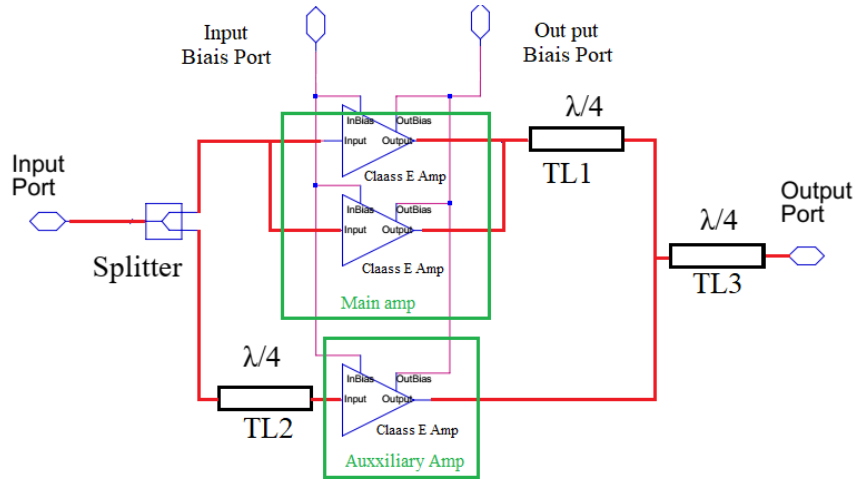 Input
Biais Port
Out put
Biais Port
InBias
OutBias
Input
Output
Claass E Amp
λ/4
TL1
Input
Port
Splitter
InBias
OutBias
Input
Output
Claass E Amp
Main amp
λ/4
TL3
Output
Port
λ/4
TL2
InBias
OutBias
Input
Output
Claass E Amp
Auxxiliary Amp